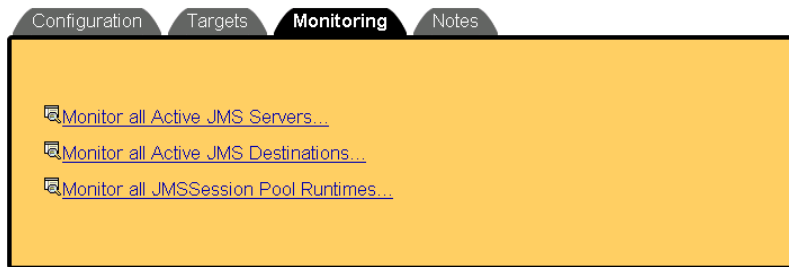 Configuration Targets Monitoring Notes
Monitor all Active JMS Servers...
Monitor all Active JMS Destinations...
Monitor all JMSSession Pool Runtimes...